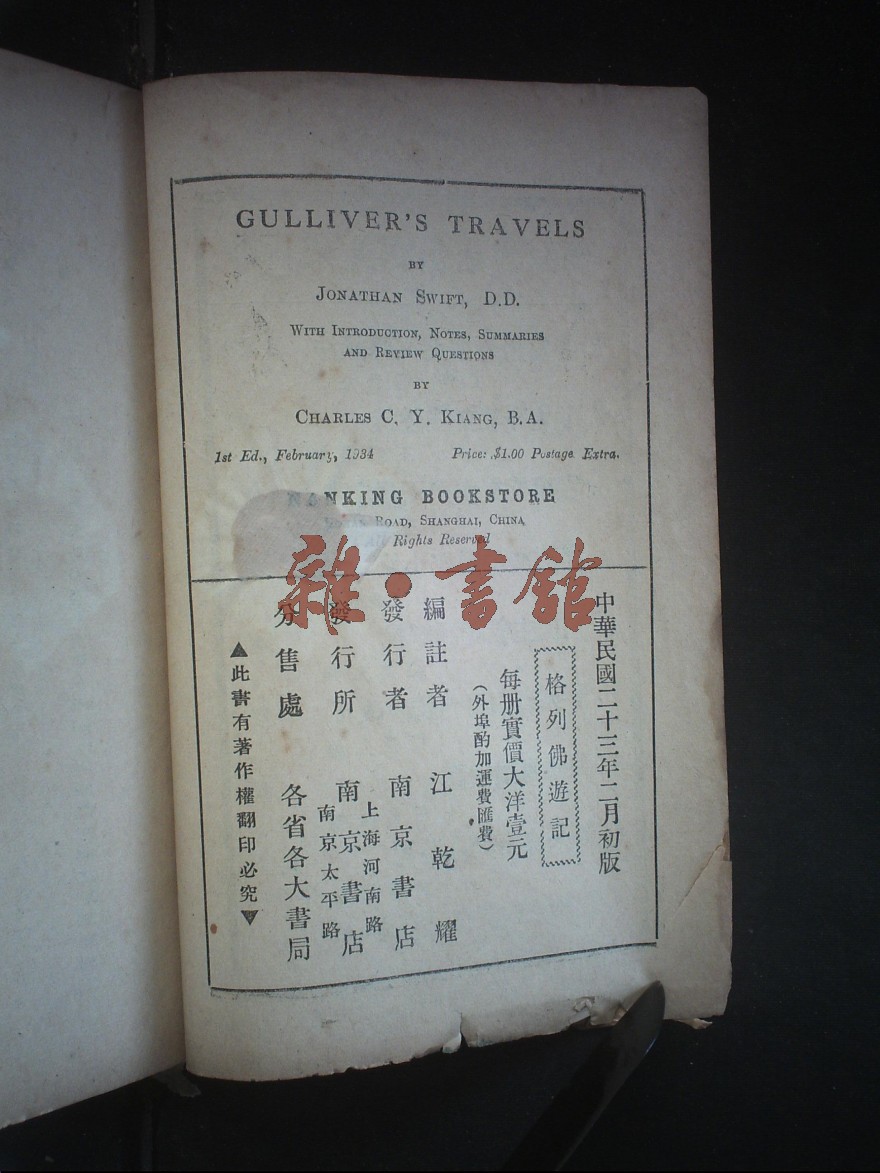 GULLIVER'S TRAVELS
BY
JONATHAN SWIFT, D.D.
WITH INTRODUCTION, NOTES, SUMMARIES
AND REVIEW QUESTIONS
BY
CHARLES C. Y. KIANG, B.A.
1st Ed., February, 1934 Price: $1.00 Postage Extra.
NANKING BOOKSTORE
ROAD, SHANGHAI, CHINA
All Rights Reserved
雜·書館
中華民國二十三年二月初版
格列佛遊記
每册實價大洋壹元
(外埠酌加運費匯費)
編註者 江乾耀
發行者 南京書店
發行所 南京書店
上海河南路
南京太平路
分售處 各省各大書局
▲此書有著作權翻印必究▼